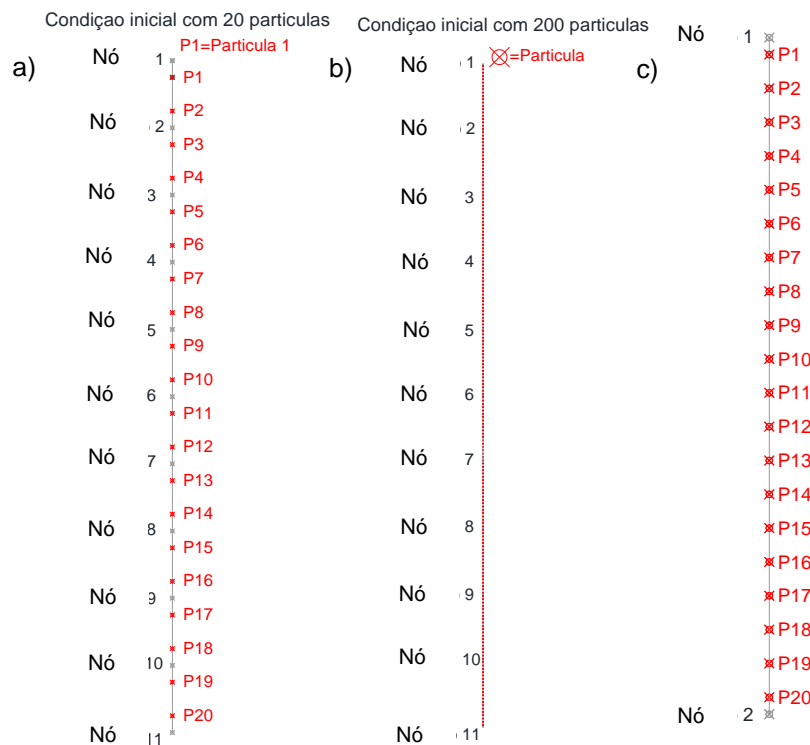 Condiçao inicial com 20 particulas
P1=Particula 1
a)
Nó 1
P1
P2
Nó 2
P3
P4
Nó 3
P5
P6
Nó 4
P7
P8
Nó 5
P9
P10
Nó 6
P11
P12
Nó 7
P13
P14
Nó 8
P15
P16
Nó 9
P17
P18
Nó 10
P19
P20
Nó 11
Condiçao inicial com 200 particulas
=Particula
b)
Nó 1
Nó 2
Nó 3
Nó 4
Nó 5
Nó 6
Nó 7
Nó 8
Nó 9
Nó 10
Nó 11
c)
Nó 1
P1
P2
P3
P4
P5
P6
P7
P8
P9
P10
P11
P12
P13
P14
P15
P16
P17
P18
P19
P20
Nó 2